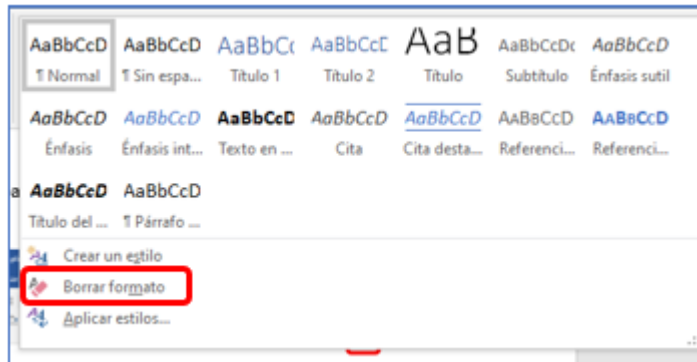 AaBbCcD AaBbCcD AaBbC AaBbCcD AaB AaBbCcD AaBbCcD
¶ Normal ¶ Sin espa... Título 1 Título 2 Título Subtítulo Énfasis sutil
AaBbCcD AaBbCcD AaBbCcD AaBbCcD AaBbCcD AABBCCD AABBCCD
Énfasis Énfasis int... Texto en ... Cita Cita desta... Referenci... Referenci...
AaBbCcD AaBbCcD
Título del ... ¶ Párrafo ...
Crear un estilo
Borrar formato
Aplicar estilos...